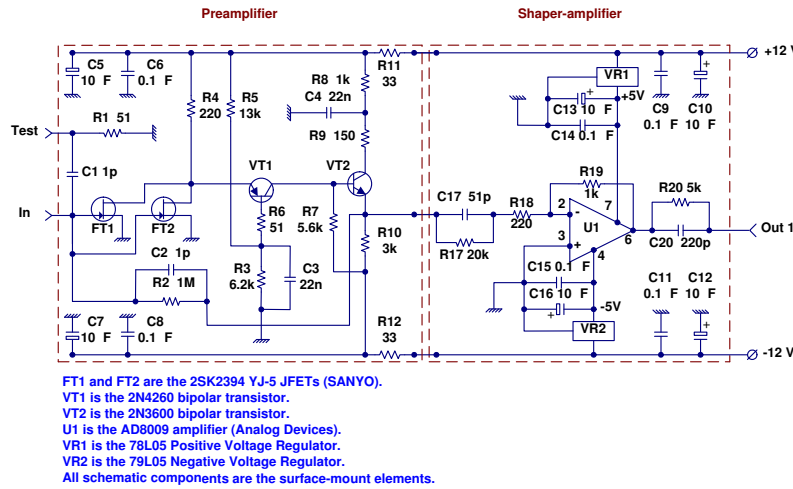 Preamplifier
Shaper-amplifier
C5
10 F
C6
0.1 F
R4
220
R5
13k
R8 1k
C4 22n
R9 150
R11
33
VR1
+5V
C13 10 F
C14 0.1 F
C9
0.1 F
C10
10 F
+12 V
Test
R1 51
C1 1p
In
FT1
FT2
VT1
VT2
R6
51
R7
5.6k
R10
3k
C2 1p
R2 1M
R3
6.2k
C3
22n
C17 51p
R17 20k
R18
220
R19
1k
2
-
3
+
7
U1
6
4
R20 5k
C20 220p
Out 1
C15 0.1 F
C16 10 F
-5V
VR2
C11
0.1 F
C12
10 F
C7
10 F
C8
0.1 F
R12
33
-12 V
FT1 and FT2 are the 2SK2394 YJ-5 JFETs (SANYO).
VT1 is the 2N4260 bipolar transistor.
VT2 is the 2N3600 bipolar transistor.
U1 is the AD8009 amplifier (Analog Devices).
VR1 is the 78L05 Positive Voltage Regulator.
VR2 is the 79L05 Negative Voltage Regulator.
All schematic components are the surface-mount elements.